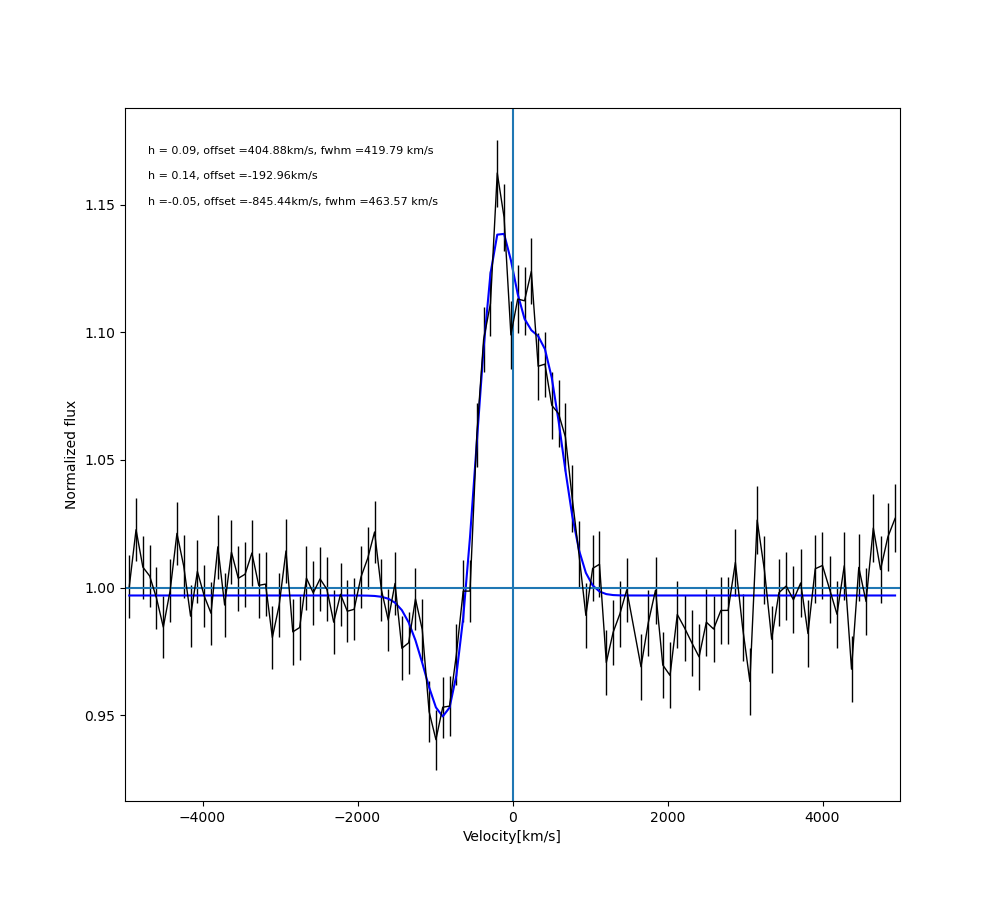 h = 0.09, offset =404.88km/s, fwhm =419.79 km/s
h = 0.14, offset =-192.96km/s
h =-0.05, offset =-845.44km/s, fwhm =463.57 km/s
1.15
1.10
1.05
1.00
0.95
Normalized flux
−4000 −2000 0 2000 4000
Velocity[km/s]